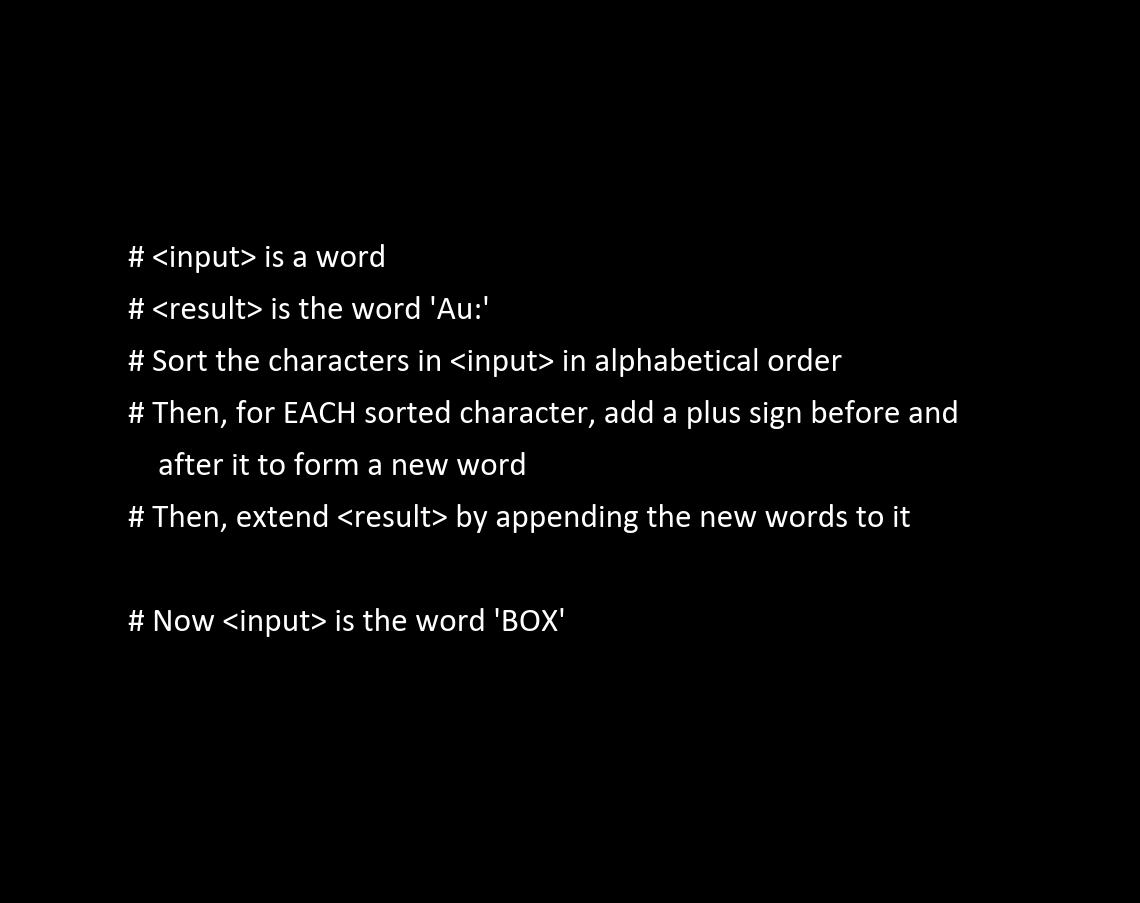 # <input> is a word
# <result> is the word 'Au:'
# Sort the characters in <input> in alphabetical order
# Then, for EACH sorted character, add a plus sign before and
after it to form a new word
# Then, extend <result> by appending the new words to it
# Now <input> is the word 'BOX'